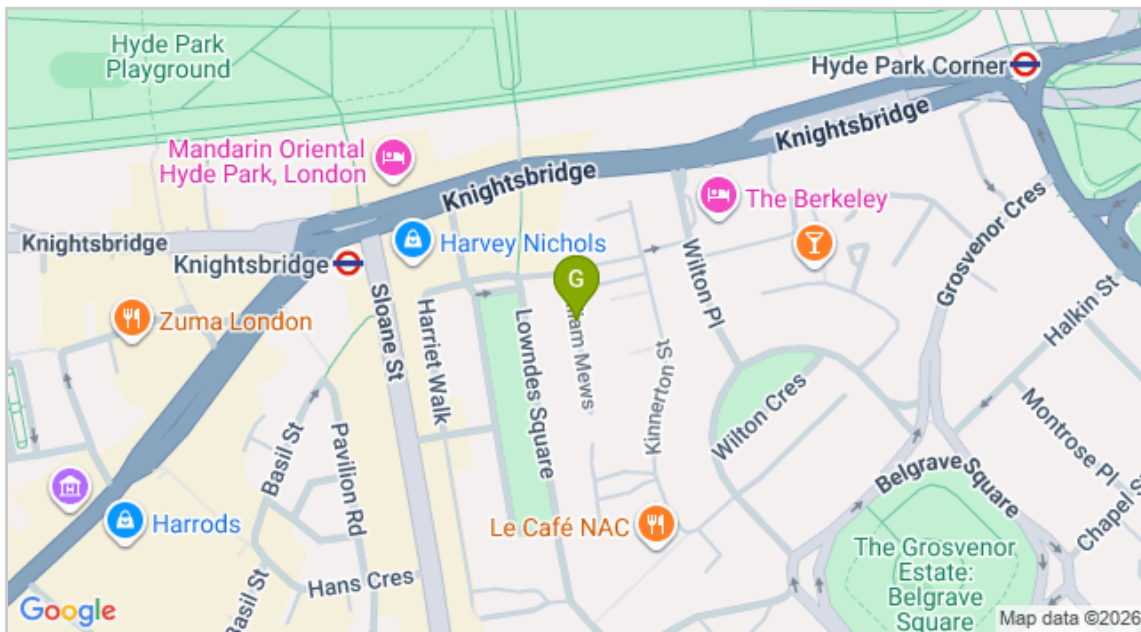 Hyde Park
Playground
Hyde Park Corner
Knightsbridge
Mandarin Oriental
Hyde Park, London
Knightsbridge
The Berkeley
Grosvenor Cres
Knightsbridge
Harvey Nichols
Knightsbridge
Wilton Pl
G
Halkin St
Zuma London
Sloane St
Harriet Walk
Lowndes Square
Mews
Kinnerton St
Wilton Cres
Montrose Pl
Basil St
Pavilion Rd
Belgrave Square
Harrods
Le Café NAC
Chapel
The Grosvenor
Estate:
Belgrave
Square
Hans Cres
Basil St
Google
Map data ©2026